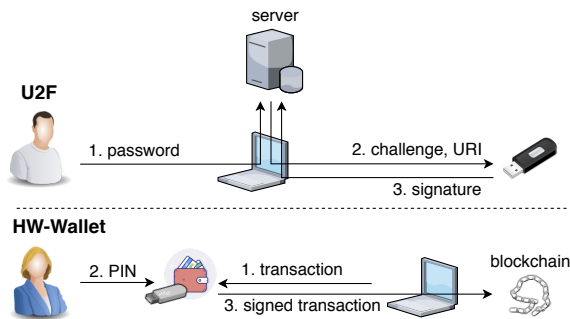 server
U2F
1. password
2. challenge, URI
3. signature
HW-Wallet
2. PIN
1. transaction
blockchain
3. signed transaction